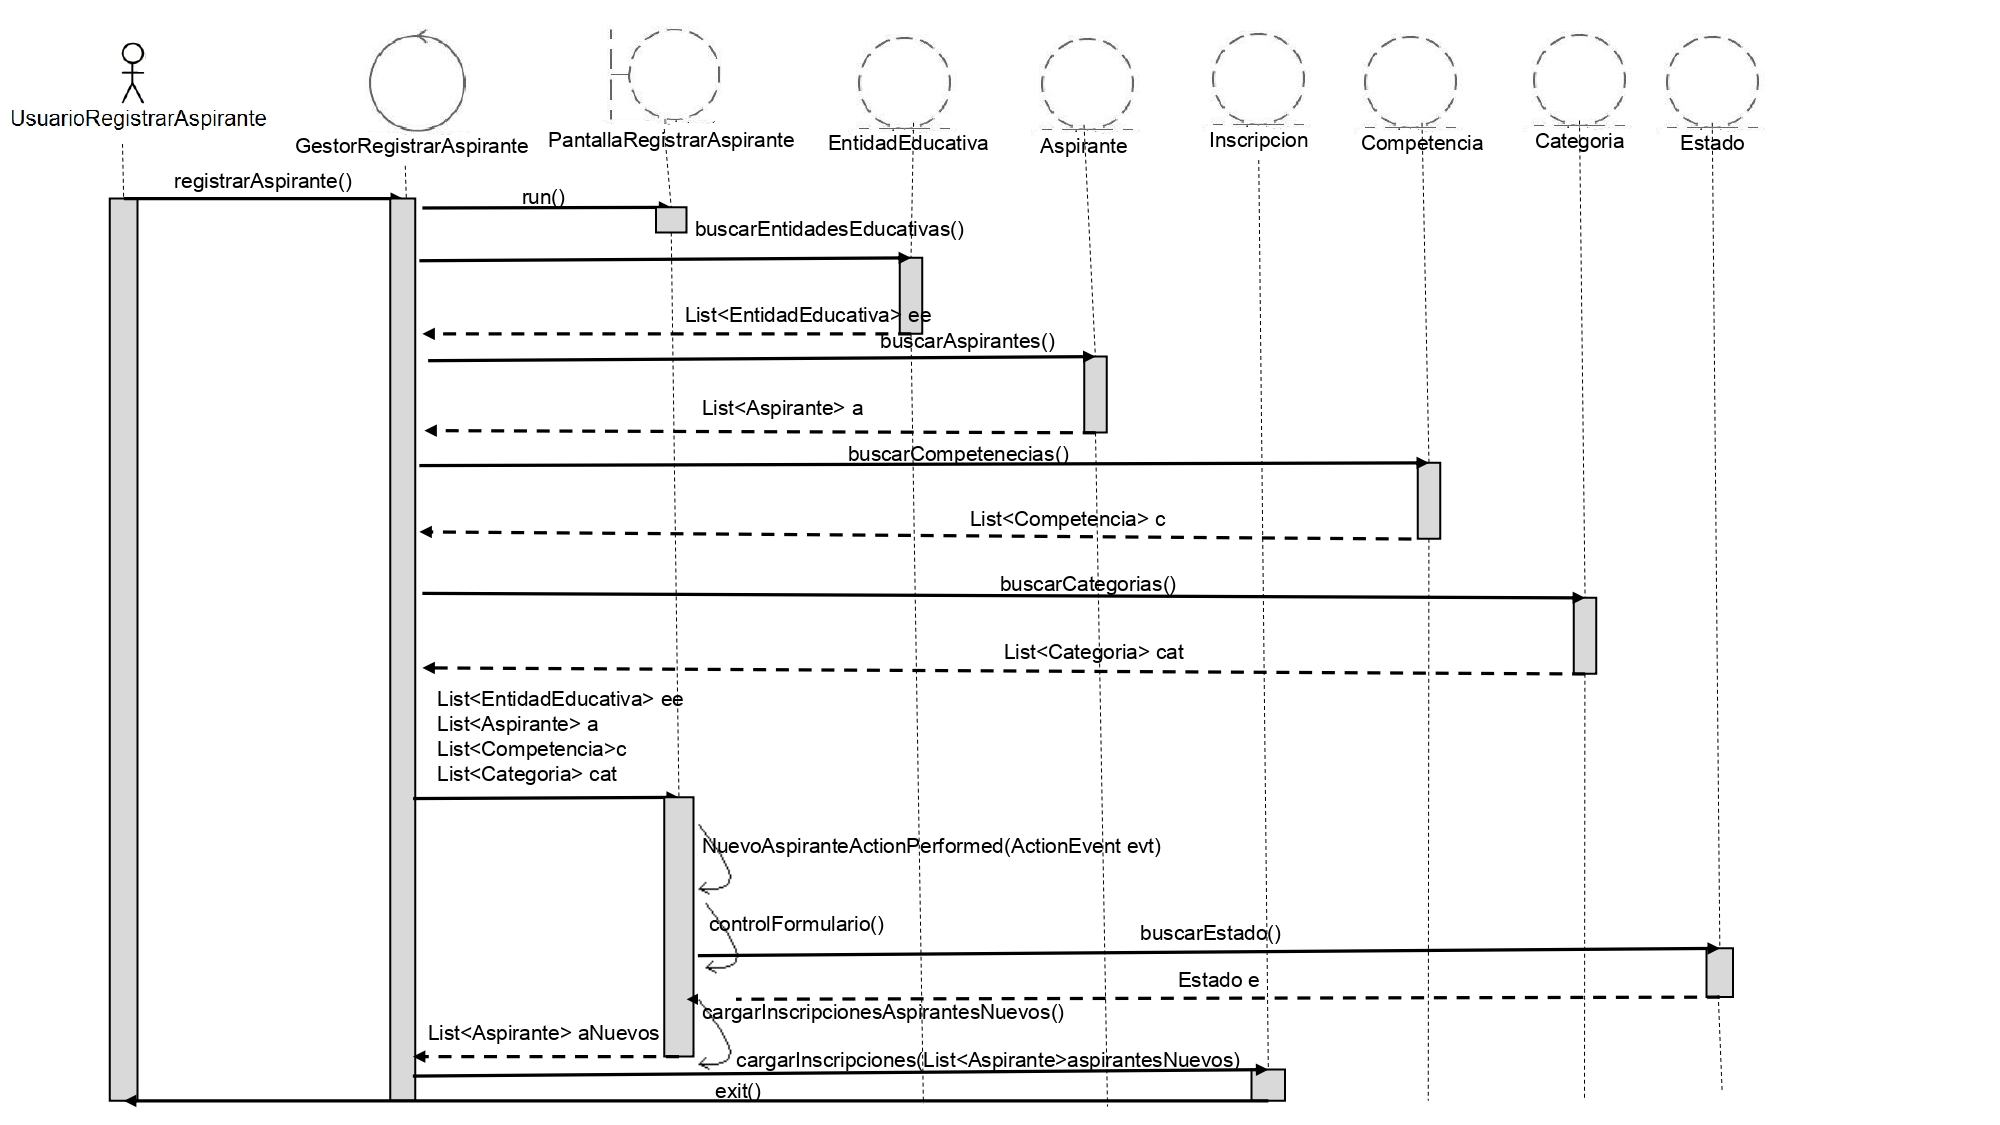 UsuarioRegistrarAspirante
GestorRegistrarAspirante
PantallaRegistrarAspirante
EntidadEducativa
Aspirante
Inscripcion
Competencia
Categoria
Estado
registrarAspirante()
run()
buscarEntidadesEducativas()
List<EntidadEducativa> ee
buscarAspirantes()
List<Aspirante> a
buscarCompetenecias()
List<Competencia> c
buscarCategorias()
List<Categoria> cat
List<EntidadEducativa> ee
List<Aspirante> a
List<Competencia>c
List<Categoria> cat
NuevoAspiranteActionPerformed(ActionEvent evt)
controlFormulario()
buscarEstado()
Estado e
cargarInscripcionesAspirantesNuevos()
List<Aspirante> aNuevos
cargarInscripciones(List<Aspirante>aspirantesNuevos)
exit()